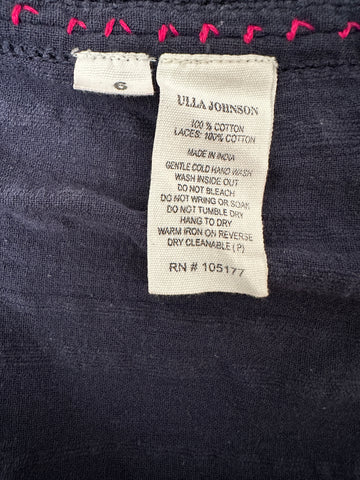 6
ULLA JOHNSON
100 % COTTON
LACES: 100% COTTON
MADE IN INDIA
GENTLE COLD HAND WASH
WASH INSIDE OUT
DO NOT BLEACH
DO NOT WRING OR SOAK
DO NOT TUMBLE DRY
HANG TO DRY
WARM IRON ON REVERSE
DRY CLEANABLE ( P )
RN # 105177